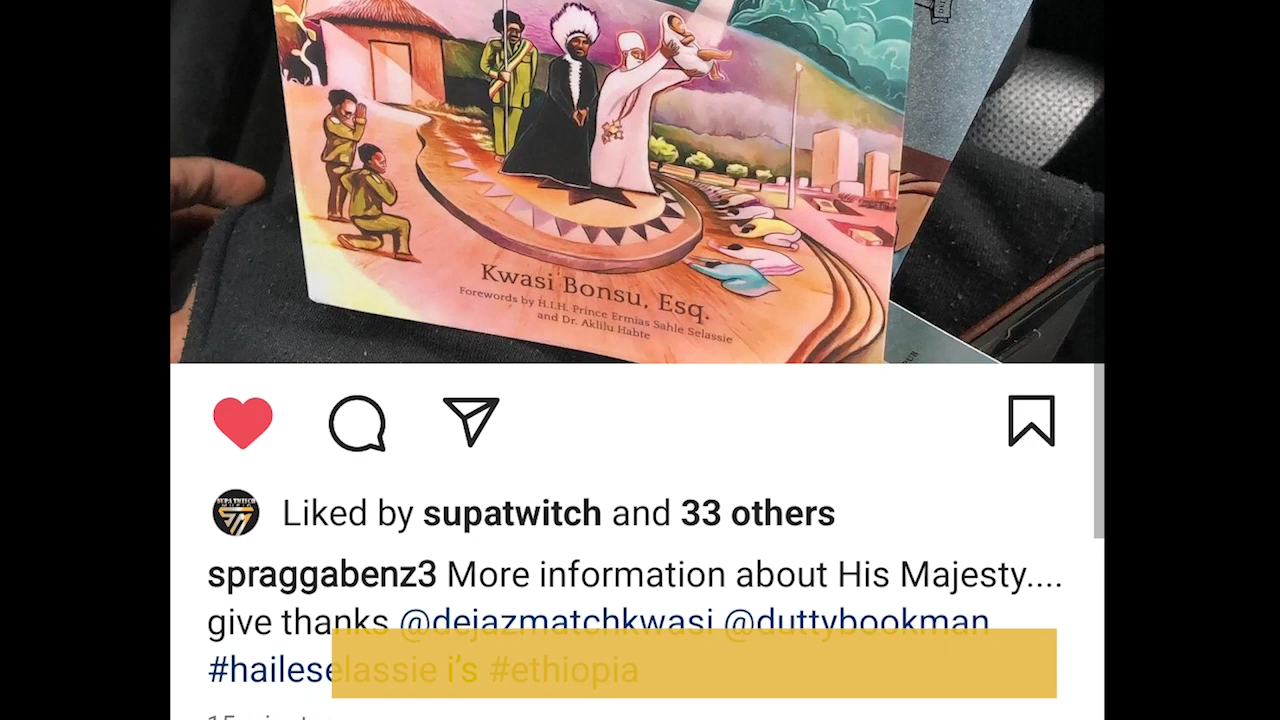 Kwasi Bonsu, Esq.
Forewords by H.I.H. Prince Ermias Sahle Selassie
and Dr. Aklilu Habte
Liked by supatwitch and 33 others
spraggabenz3 More information about His Majesty....
give thanks @dejazmatchkwasi @duttybookman
#haileselassie i's #ethiopia